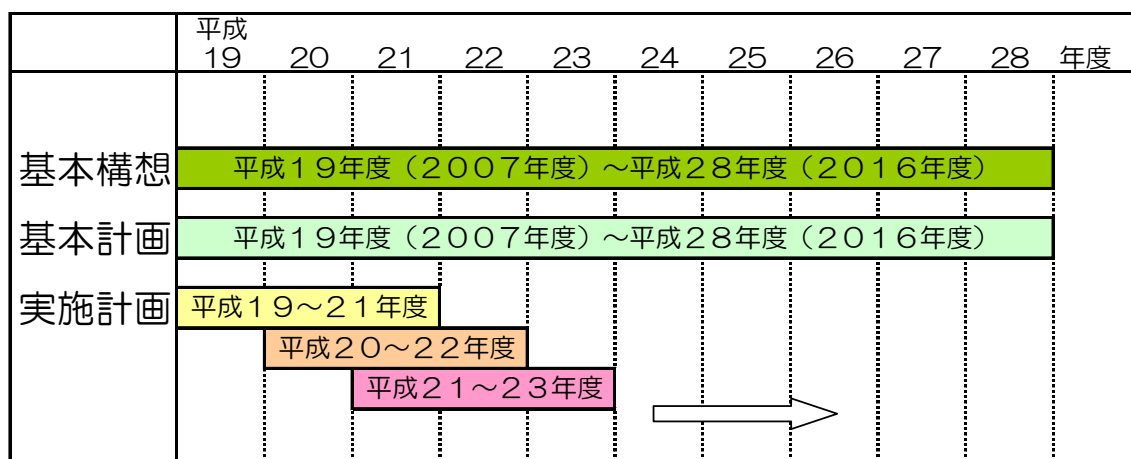 平成
19 20 21 22 23 24 25 26 27 28 年度
基本構想 平成19年度(2007年度)~平成28年度(2016年度)
基本計画 平成19年度(2007年度)~平成28年度(2016年度)
実施計画 平成19~21年度
平成20~22年度
平成21~23年度